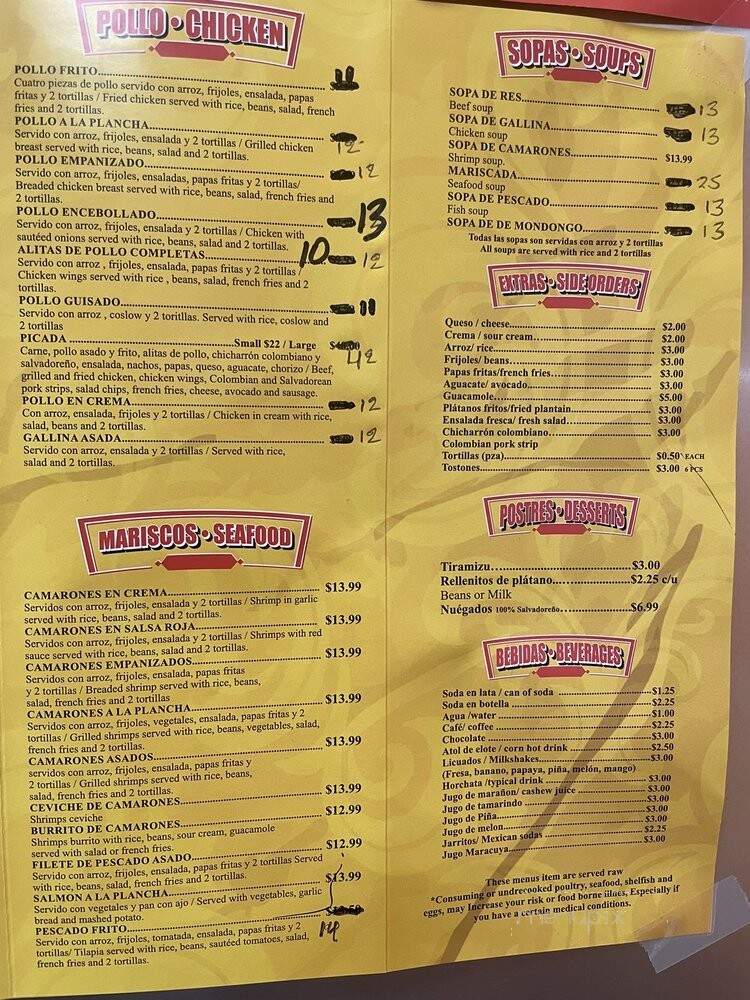 POLLO • CHICKEN
POLLO FRITO 11
Cuatro piezas de pollo servido con arroz, frijoles, ensalada, papas
fritas y 2 tortillas / Fried chicken served with rice, beans, salad, french
fries and 2 tortillas.
POLLO A LA PLANCHA 12
Servido con arroz, frijoles, ensalada y 2 tortillas / Grilled chicken
breast served with rice, beans, salad and 2 tortillas.
POLLO EMPANIZADO 12
Servido con arroz, frijoles, ensaladas, papas fritas y 2 tortillas/
Breaded chicken breast served with rice, beans, salad, french fries and
2 tortillas.
POLLO ENCEBOLLADO 13
Servido con arroz, frijoles, ensalada y 2 tortillas / Chicken with
sautéed onions served with rice, beans, salad and 2 tortillas.
ALITAS DE POLLO COMPLETAS 10 12
Servido con arroz , frijoles, ensalada, papas fritas y 2 tortillas /
Chicken wings served with rice , beans, salad, french fries and 2
tortillas.
POLLO GUISADO 11
Servido con arroz , coslow y 2 toritllas. Served with rice, coslow and
2 tortillas
PICADA Small $22 / Large 42
Carne, pollo asado y frito, alitas de pollo, chicharrón colombiano y
salvadoreño, ensalada, nachos, papas, queso, aguacate, chorizo / Beef,
grilled and fried chicken, chicken wings, Colombian and Salvadorean
pork strips, salad chips, french fries, cheese, avocado and sausage.
POLLO EN CREMA 12
Con arroz, ensalada, frijoles y 2 tortillas / Chicken in cream with rice,
salad, beans and 2 tortillas.
GALLINA ASADA 12
Servido con arroz, ensalada y 2 tortillas / Served with rice,
salad and 2 tortillas.
MARISCOS • SEAFOOD
CAMARONES EN CREMA $13.99
Servidos con arroz, frijoles, ensalada y 2 tortillas / Shrimp in garlic
served with rice, beans, salad and 2 tortillas.
CAMARONES EN SALSA ROJA $13.99
Servidos con arroz, frijoles, ensalada y 2 tortillas / Shrimps with red
sauce served with rice, beans, salad and 2 tortillas.
CAMARONES EMPANIZADOS $13.99
Servidos con arroz, frijoles, ensalada, papas fritas
y 2 tortillas / Breaded shrimp served with rice, beans,
salad, french fries and 2 tortillas
CAMARONES A LA PLANCHA $13.99
Servidos con arroz, frijoles, vegetales, ensalada, papas fritas y 2
tortillas / Grilled shrimps served with rice, beans, vegetables, salad,
french fries and 2 tortillas.
CAMARONES ASADOS $13.99
servidos con arroz, frijoles, ensalada, papas fritas y
2 tortillas / Grilled shrimps served with rice, beans,
salad, french fries and 2 tortillas.
CEVICHE DE CAMARONES $13.99
Shrimps ceviche
BURRITO DE CAMARONES $12.99
Shrimps burrito with rice, beans, sour cream, guacamole
served with salad or french fries.
FILETE DE PESCADO ASADO $12.99
Servido con arroz, frijoles, ensalada, papas fritas y 2 tortillas Served
with rice, beans, salad, french fries and 2 tortillas.
SALMON A LA PLANCHA $13.99
Servido con vegetales y pan con ajo / Served with vegetables, garlic
bread and mashed potato.
PESCADO FRITO 14
Servido con arroz, frijoles, tomatada, ensalada, papas fritas y 2
tortillas/ Tilapia served with rice, beans, sautéed tomatoes, salad,
french fries and 2 tortillas.
SOPAS • SOUPS
SOPA DE RES 13
Beef soup
SOPA DE GALLINA 13
Chicken soup
SOPA DE CAMARONES $13.99
Shrimp soup.
MARISCADA 25
Seafood soup
SOPA DE PESCADO 13
Fish soup
SOPA DE DE MONDONGO 13
Todas las sopas son servidas con arroz y 2 tortillas
All soups are served with rice and 2 tortillas
EXTRAS • SIDE ORDERS
Queso / cheese $2.00
Crema / sour cream $2.00
Arroz/ rice $3.00
Frijoles/ beans $3.00
Papas fritas/french fries $3.00
Aguacate/ avocado $3.00
Guacamole $5.00
Plátanos fritos/fried plantain $3.00
Ensalada fresca/ fresh salad $3.00
Chicharrón colombiano $3.00
Colombian pork strip
Tortillas (pza) $0.50 EACH
Tostones $3.00 6 PCS
POSTRES • DESSERTS
Tiramizu $3.00
Rellenitos de plátano $2.25 c/u
Beans or Milk
Nuégados 100% Salvadoreño $6.99
BEBIDAS • BEVERAGES
Soda en lata / can of soda $1.25
Soda en botella $2.25
Agua /water $1.00
Café/ coffee $2.25
Chocolate $3.00
Atol de elote / corn hot drink $2.50
Licuados / Milkshakes $3.00
(Fresa, banano, papaya, piña, melón, mango)
Horchata /typical drink $3.00
Jugo de marañon/ cashew juice $3.00
Jugo de tamarindo $3.00
Jugo de Piña $3.00
Jugo de melon $3.00
Jarritos/ Mexican sodas $2.25
Jugo Maracuya $3.00
These menus item are served raw
*Consuming or undrecooked poultry, seafood, shelfish and
eggs, may Increase your risk or food borne illnes, Especially if
you have a certain medical conditions.